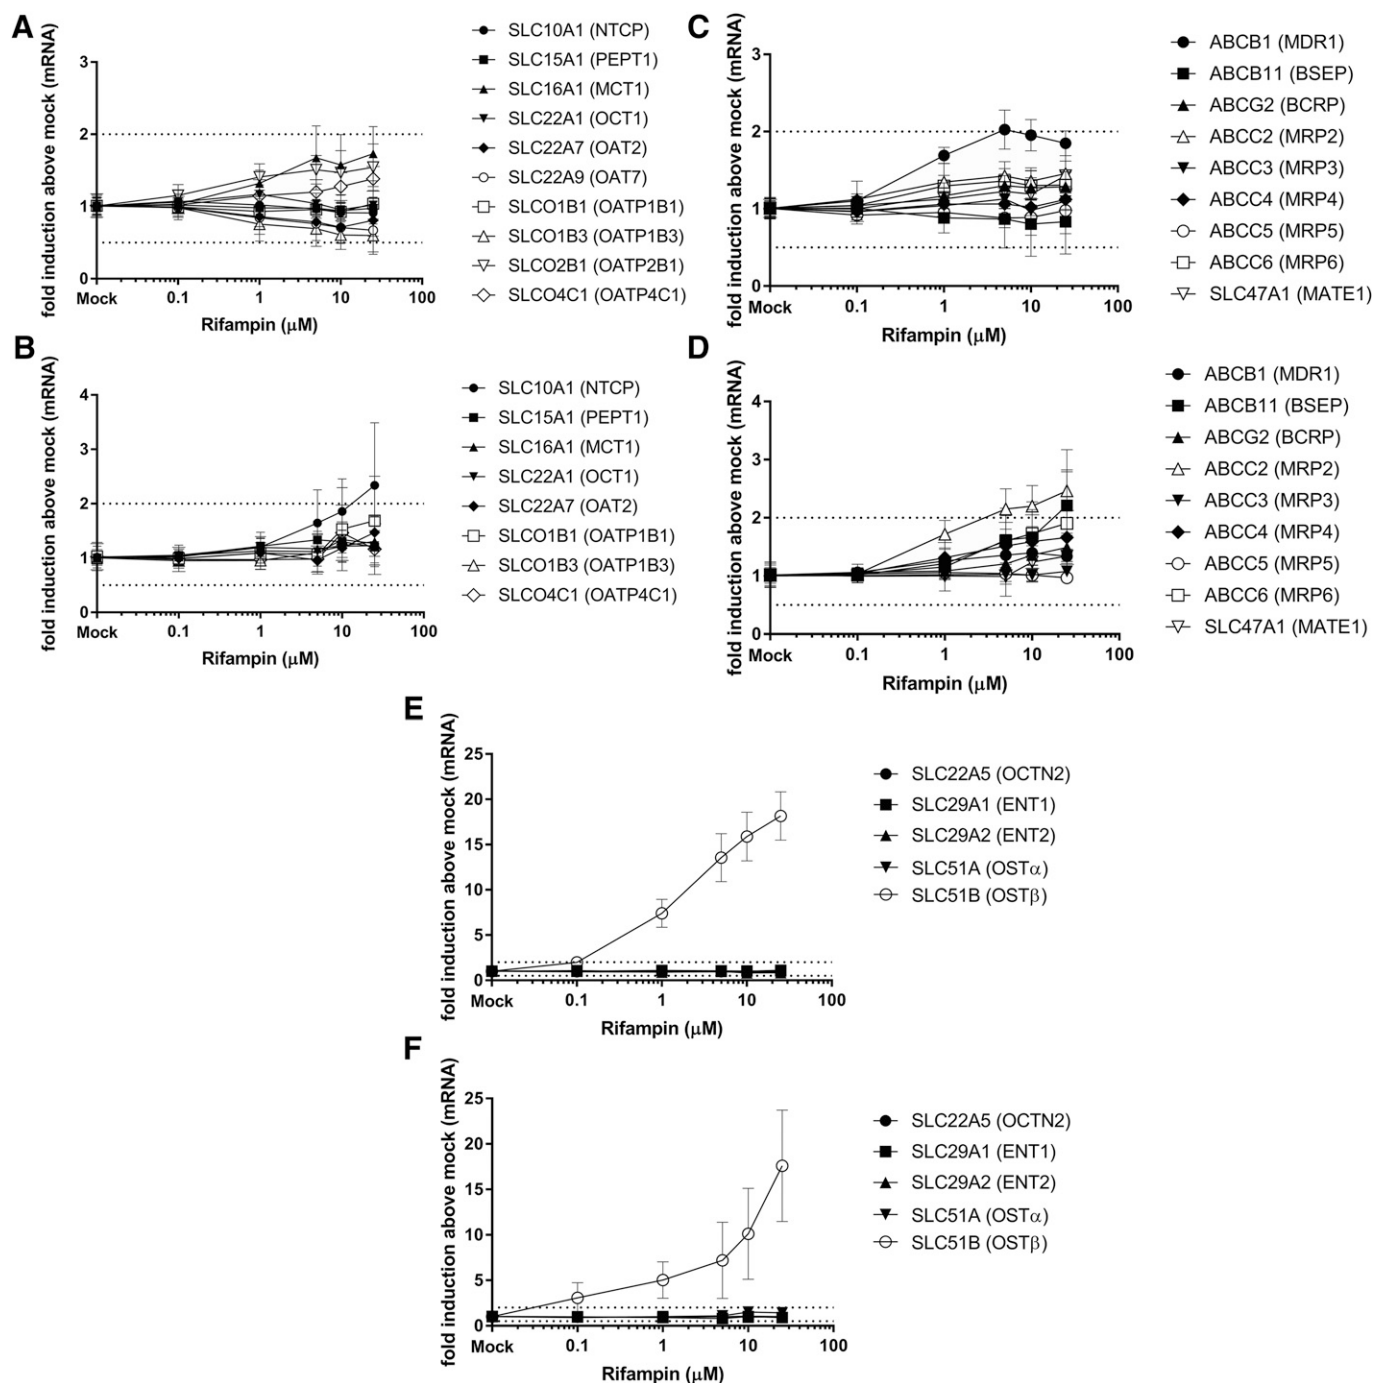 A
fold induction above mock (mRNA)
3
2
1
0
Mock
0.1
1
10
100
Rifampin (μM)
SLC10A1 (NTCP)
SLC15A1 (PEPT1)
SLC16A1 (MCT1)
SLC22A1 (OCT1)
SLC22A7 (OAT2)
SLC22A9 (OAT7)
SLCO1B1 (OATP1B1)
SLCO1B3 (OATP1B3)
SLCO2B1 (OATP2B1)
SLCO4C1 (OATP4C1)
C
fold induction above mock (mRNA)
3
2
1
0
Mock
0.1
1
10
100
Rifampin (μM)
ABCB1 (MDR1)
ABCB11 (BSEP)
ABCG2 (BCRP)
ABCC2 (MRP2)
ABCC3 (MRP3)
ABCC4 (MRP4)
ABCC5 (MRP5)
ABCC6 (MRP6)
SLC47A1 (MATE1)
B
fold induction above mock (mRNA)
4
3
2
1
0
Mock
0.1
1
10
100
Rifampin (μM)
SLC10A1 (NTCP)
SLC15A1 (PEPT1)
SLC16A1 (MCT1)
SLC22A1 (OCT1)
SLC22A7 (OAT2)
SLCO1B1 (OATP1B1)
SLCO1B3 (OATP1B3)
SLCO4C1 (OATP4C1)
D
fold induction above mock (mRNA)
4
3
2
1
0
Mock
0.1
1
10
100
Rifampin (μM)
ABCB1 (MDR1)
ABCB11 (BSEP)
ABCG2 (BCRP)
ABCC2 (MRP2)
ABCC3 (MRP3)
ABCC4 (MRP4)
ABCC5 (MRP5)
ABCC6 (MRP6)
SLC47A1 (MATE1)
E
fold induction above mock (mRNA)
25
20
15
10
5
0
Mock
0.1
1
10
100
Rifampin (μM)
SLC22A5 (OCTN2)
SLC29A1 (ENT1)
SLC29A2 (ENT2)
SLC51A (OSTα)
SLC51B (OSTβ)
F
fold induction above mock (mRNA)
25
20
15
10
5
0
Mock
0.1
1
10
100
Rifampin (μM)
SLC22A5 (OCTN2)
SLC29A1 (ENT1)
SLC29A2 (ENT2)
SLC51A (OSTα)
SLC51B (OSTβ)